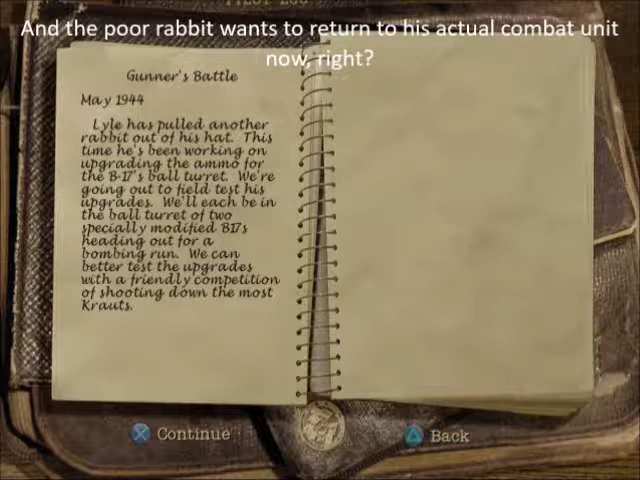 And the poor rabbit wants to return to his actual combat unit
now, right?
Gunner's Battle
May 1944
Lyle has pulled another
rabbit out of his hat. This
time he's been working on
upgrading the ammo for
the B-17's ball turret. We're
going out to field test his
upgrades. We'll each be in
the ball turret of two
specially modified B17s
heading out for a
bombing run. We can
better test the upgrades
with a friendly competition
of shooting down the most
Krauts.
Continue
Back